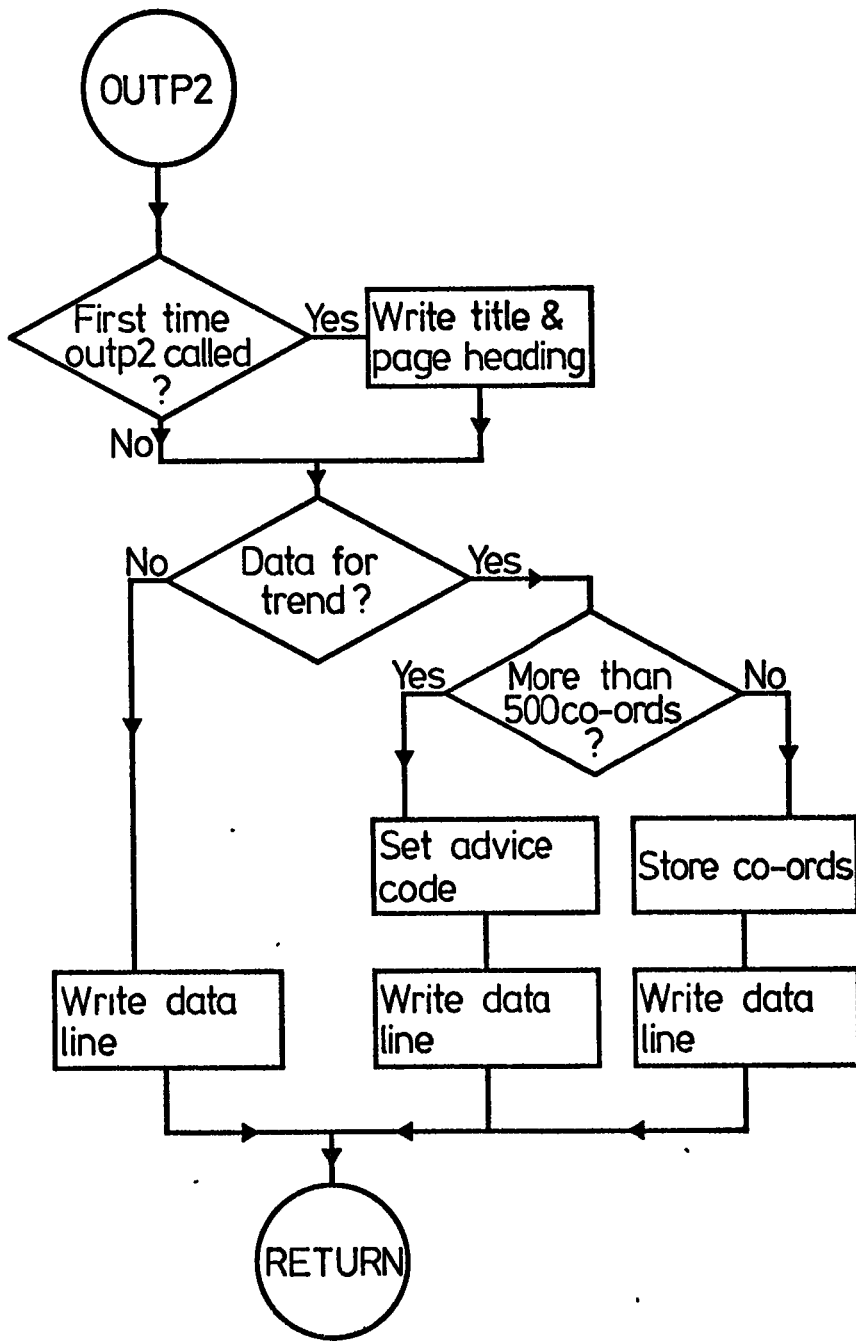 OUTP2
First time
outp2 called
?
Yes
Write title &
page heading
No
No
Data for
trend?
Yes
Yes
More than
500co-ords
?
No
Set advice
code
Store co-ords
Write data
line
Write data
line
Write data
line
RETURN